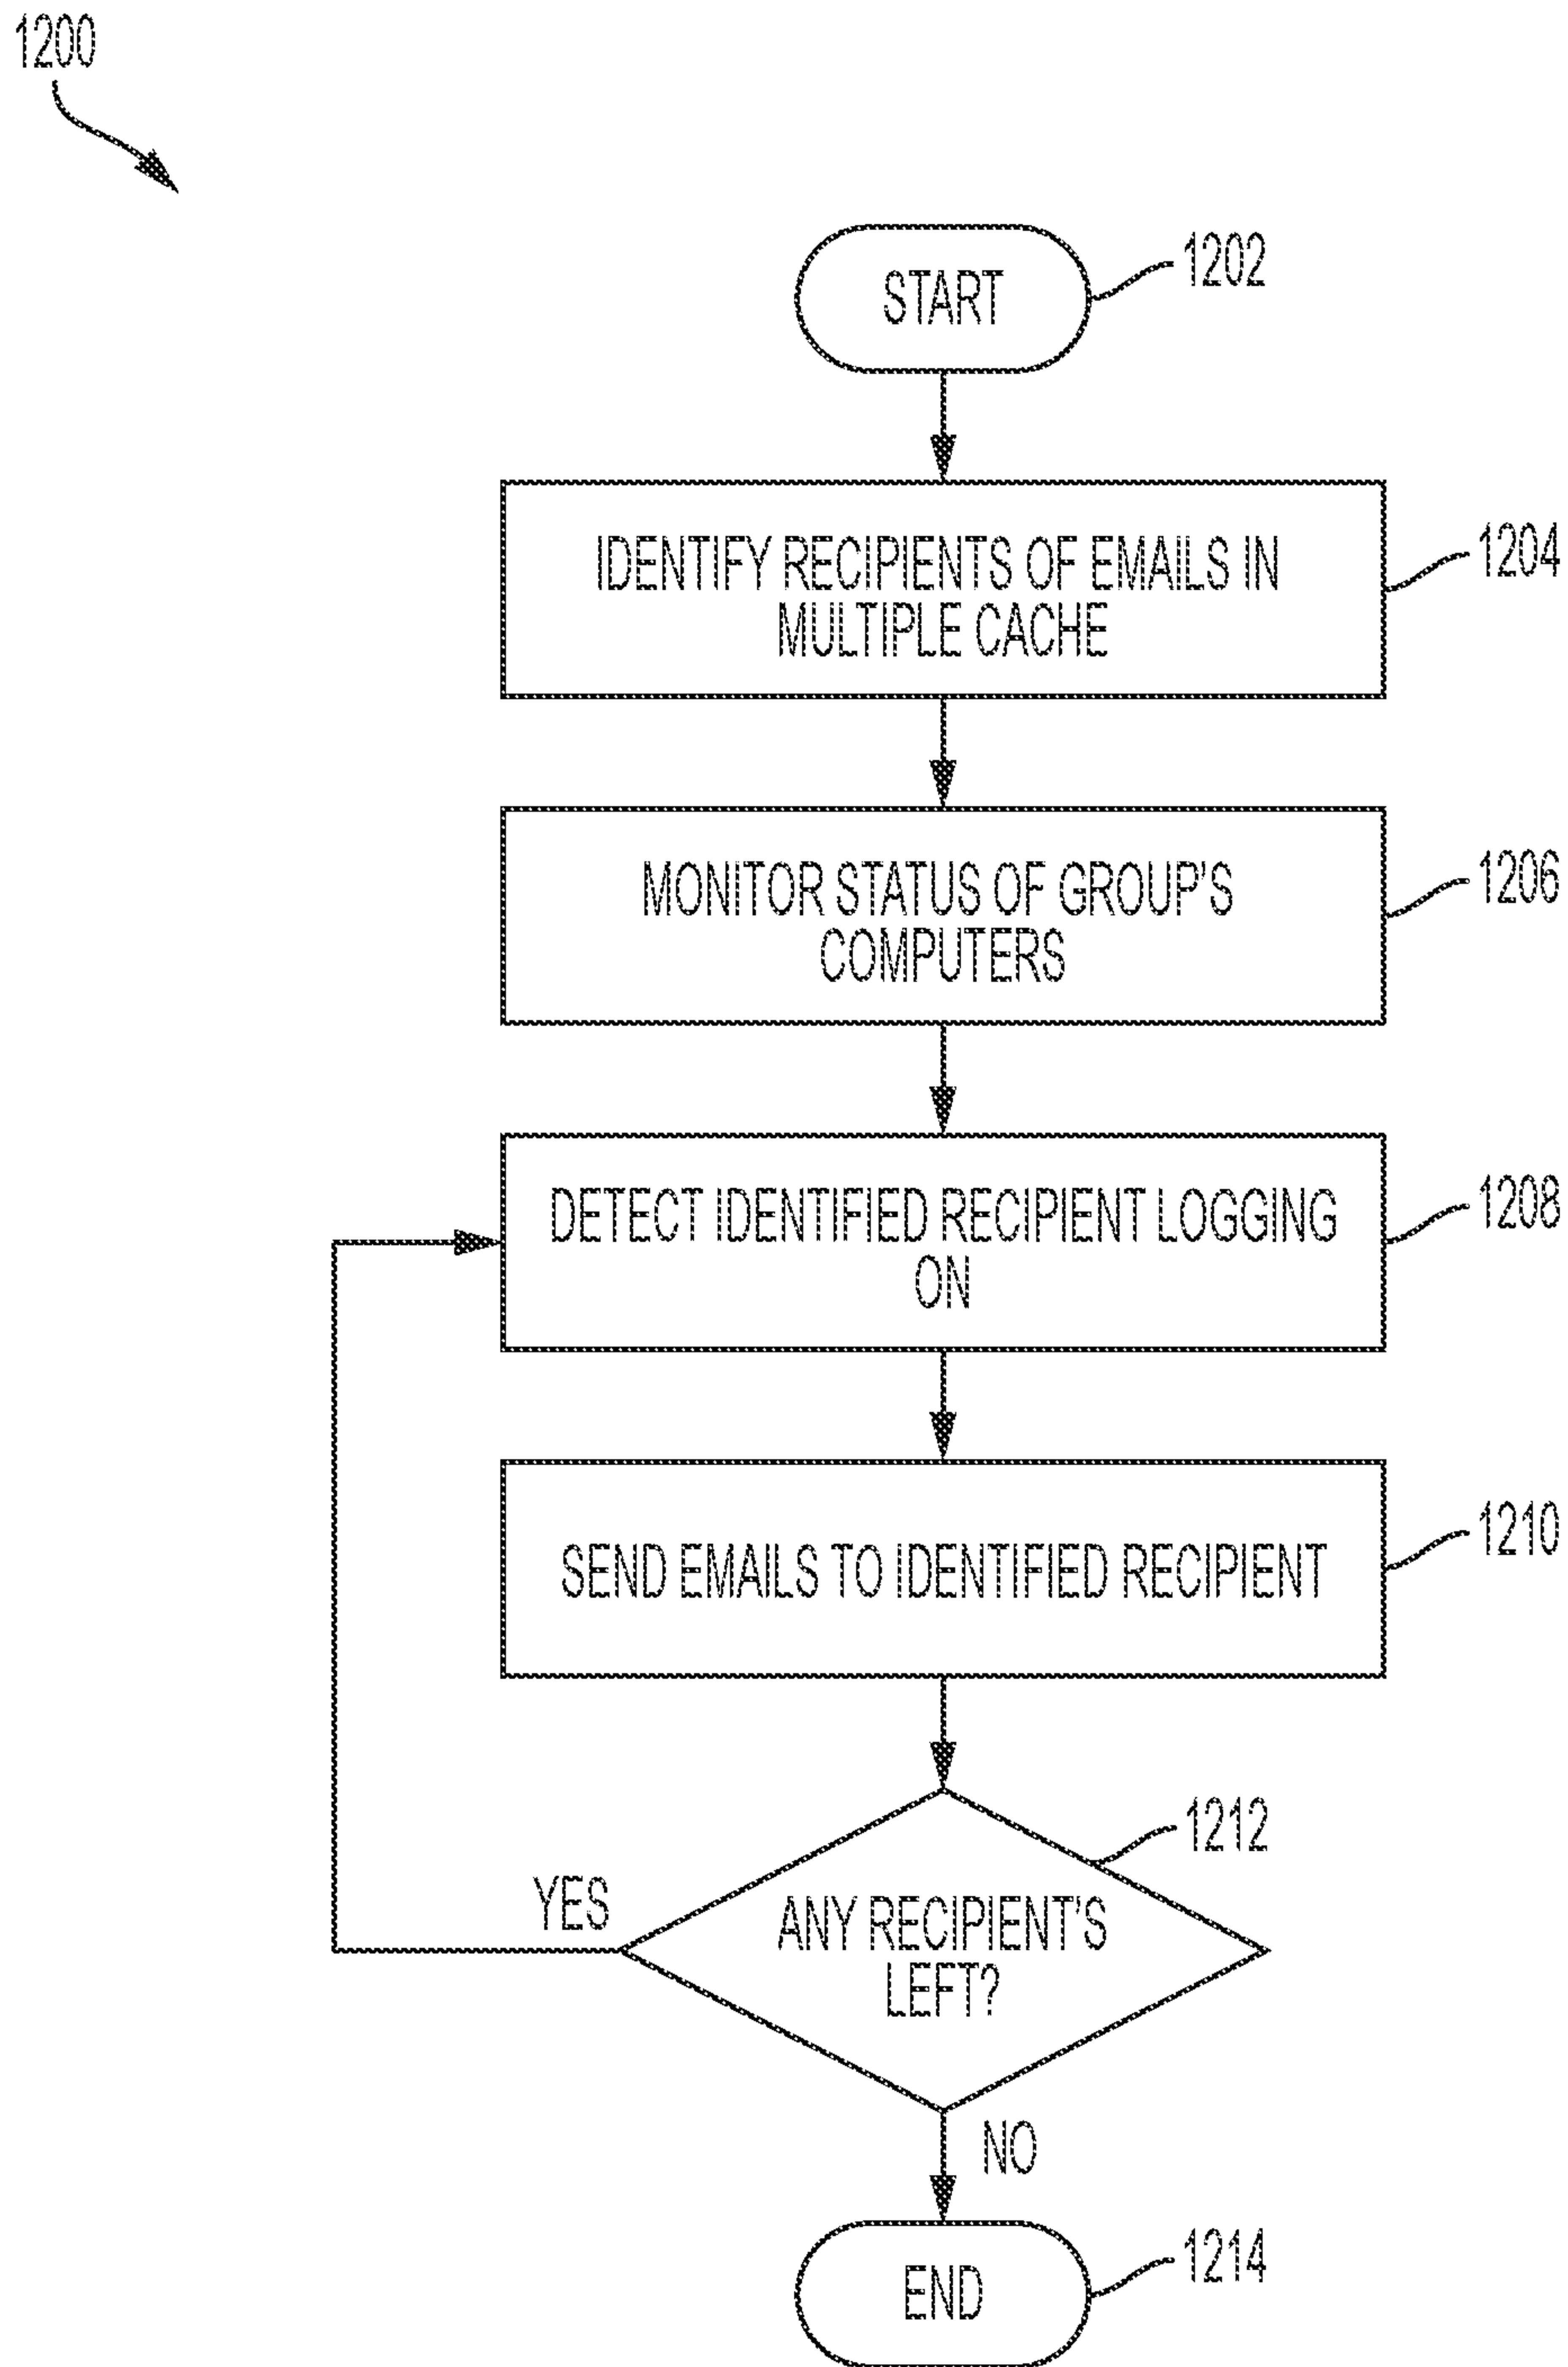 1200
START
1202
IDENTIFY RECIPIENTS OF EMAILS IN
MULTIPLE CACHE
1204
MONITOR STATUS OF GROUP'S
COMPUTERS
1206
DETECT IDENTIFIED RECIPIENT LOGGING
ON
1208
SEND EMAILS TO IDENTIFIED RECIPIENT
1210
1212
YES
ANY RECIPIENT'S
LEFT?
NO
END
1214